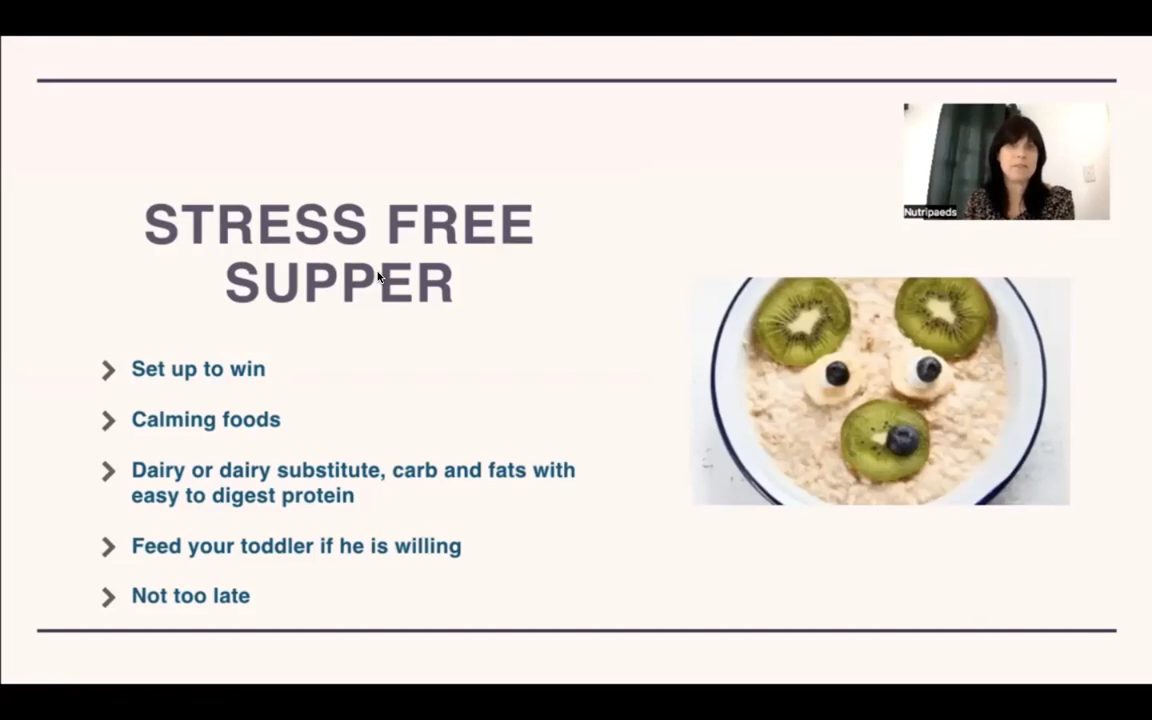 Nutripaeds
STRESS FREE
SUPPER
Set up to win
Calming foods
Dairy or dairy substitute, carb and fats with
easy to digest protein
Feed your toddler if he is willing
Not too late